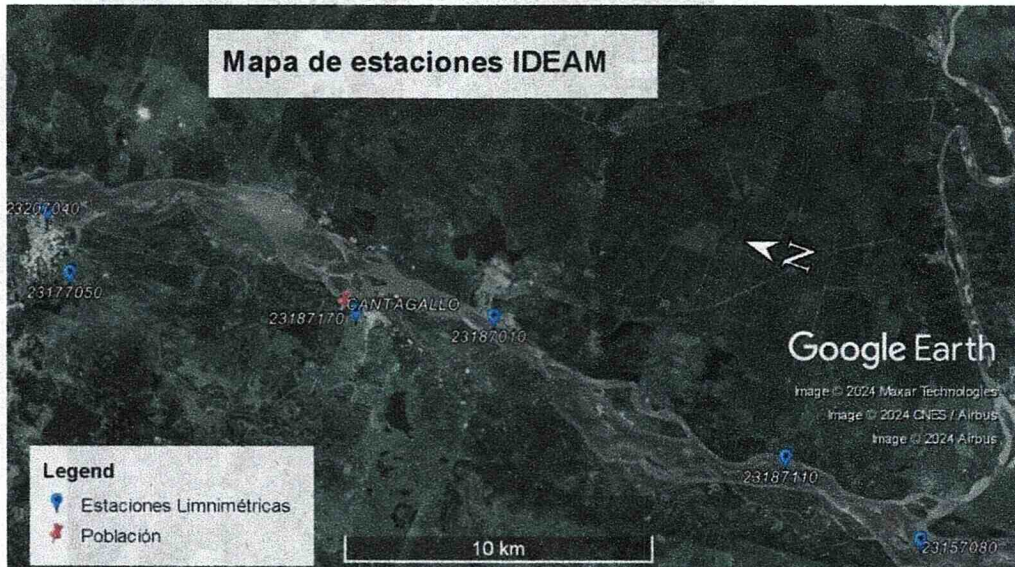 Mapa de estaciones IDEAM
23207040
23177050
CANTAGALLO
23187170
23187010
N
Google Earth
Image © 2024 Maxar Technologies
Image © 2024 CNES / Airbus
Image © 2024 Airbus
23187110
23157080
Legend
Estaciones Limnimétricas
Población
10 km